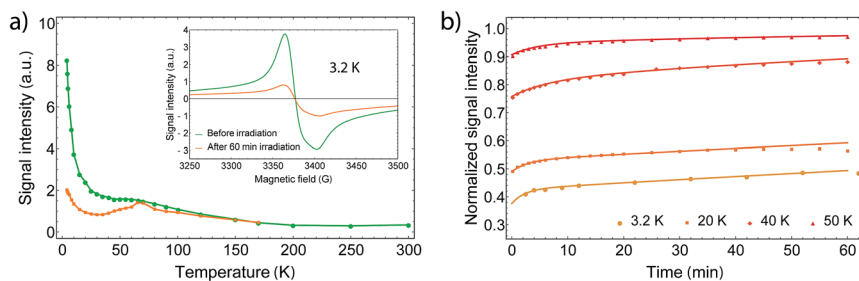 a)
Signal intensity (a.u.)
10
8
6
4
2
0
0 50 100 150 200 250 300
Temperature (K)
Signal intensity (a.u.)
4
3
2
1
0
- 1
- 2
- 3
3.2 K
Before irradiation
After 60 min irradiation
3250 3300 3350 3400 3450 3500
Magnetic field (G)
b)
Normalized signal intensity
1.0
0.9
0.8
0.7
0.6
0.5
0.4
0.3
3.2 K 20 K 40 K 50 K
0 10 20 30 40 50 60
Time (min)